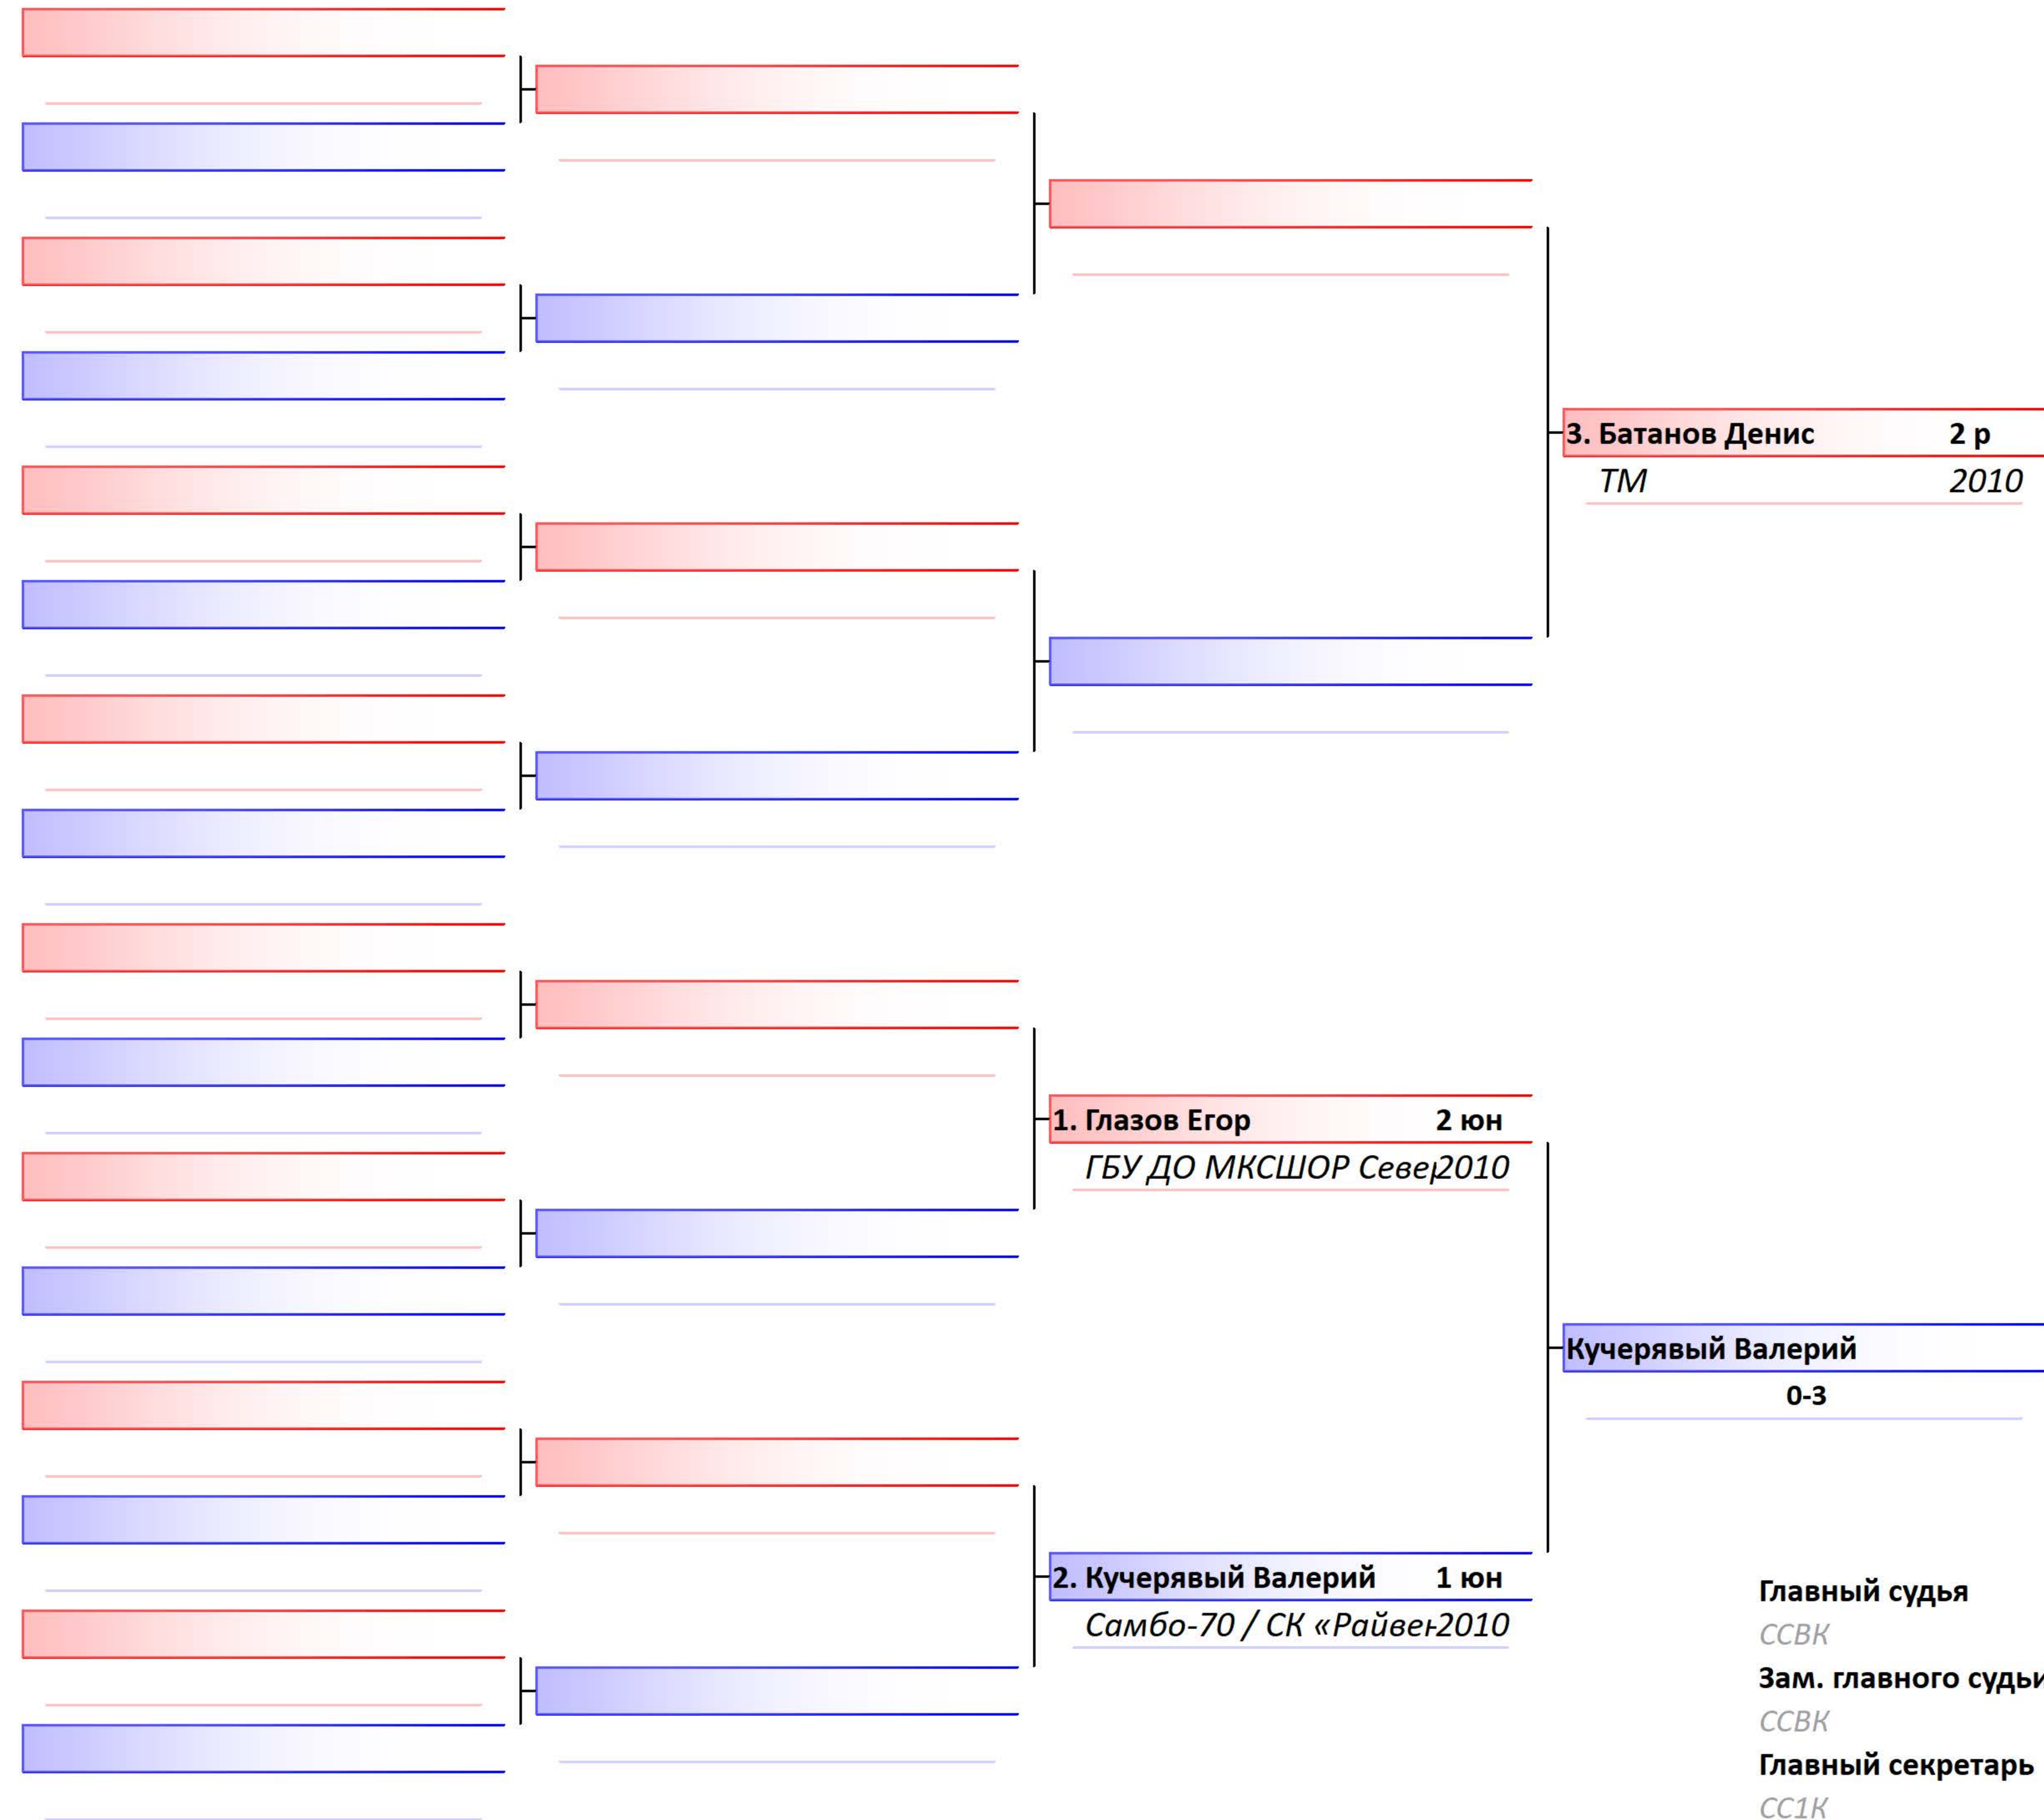 3. Батанов Денис 2 р
ТМ 2010
1. Глазов Егор 2 юн
ГБУ ДО МКСШОР Север 2010
Кучерявый Валерий
0-3
2. Кучерявый Валерий 1 юн
Самбо-70 / СК «Райвен 2010
Главный судья
ССВК
Зам. главного судьи
ССВК
Главный секретарь
СС1К